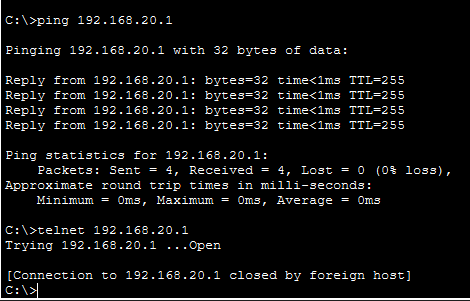 C:\>ping 192.168.20.1
Pinging 192.168.20.1 with 32 bytes of data:
Reply from 192.168.20.1: bytes=32 time<1ms TTL=255
Reply from 192.168.20.1: bytes=32 time<1ms TTL=255
Reply from 192.168.20.1: bytes=32 time<1ms TTL=255
Reply from 192.168.20.1: bytes=32 time<1ms TTL=255
Ping statistics for 192.168.20.1:
    Packets: Sent = 4, Received = 4, Lost = 0 (0% loss),
Approximate round trip times in milli-seconds:
    Minimum = 0ms, Maximum = 0ms, Average = 0ms
C:\>telnet 192.168.20.1
Trying 192.168.20.1 ...Open
[Connection to 192.168.20.1 closed by foreign host]
C:\>